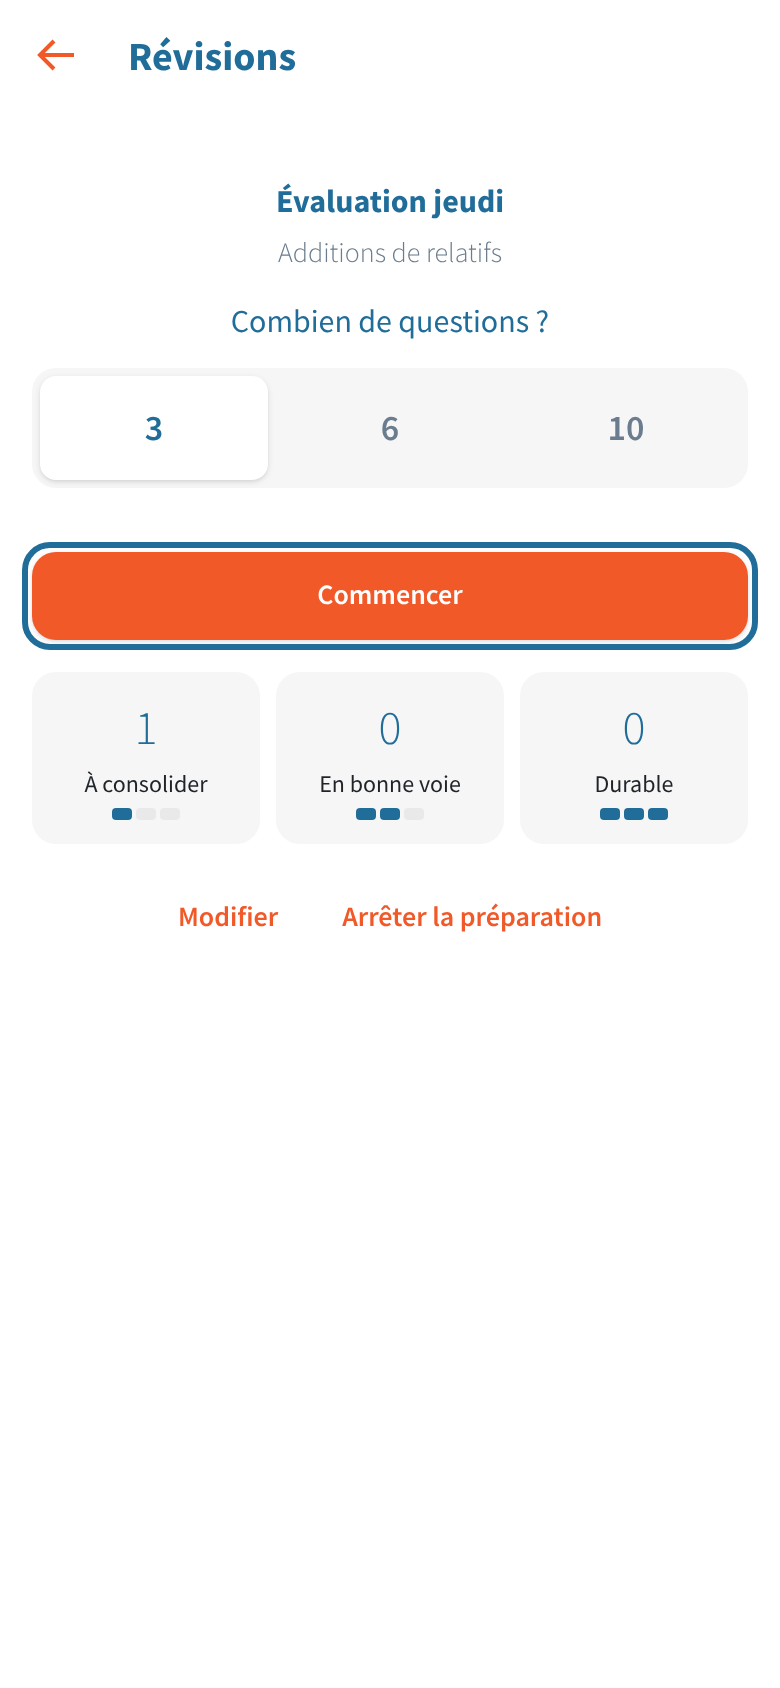 Révisions
Évaluation jeudi
Additions de relatifs
Combien de questions ?
3 6 10
Commencer
1 0 0
À consolider En bonne voie Durable
Modifier Arrêter la préparation